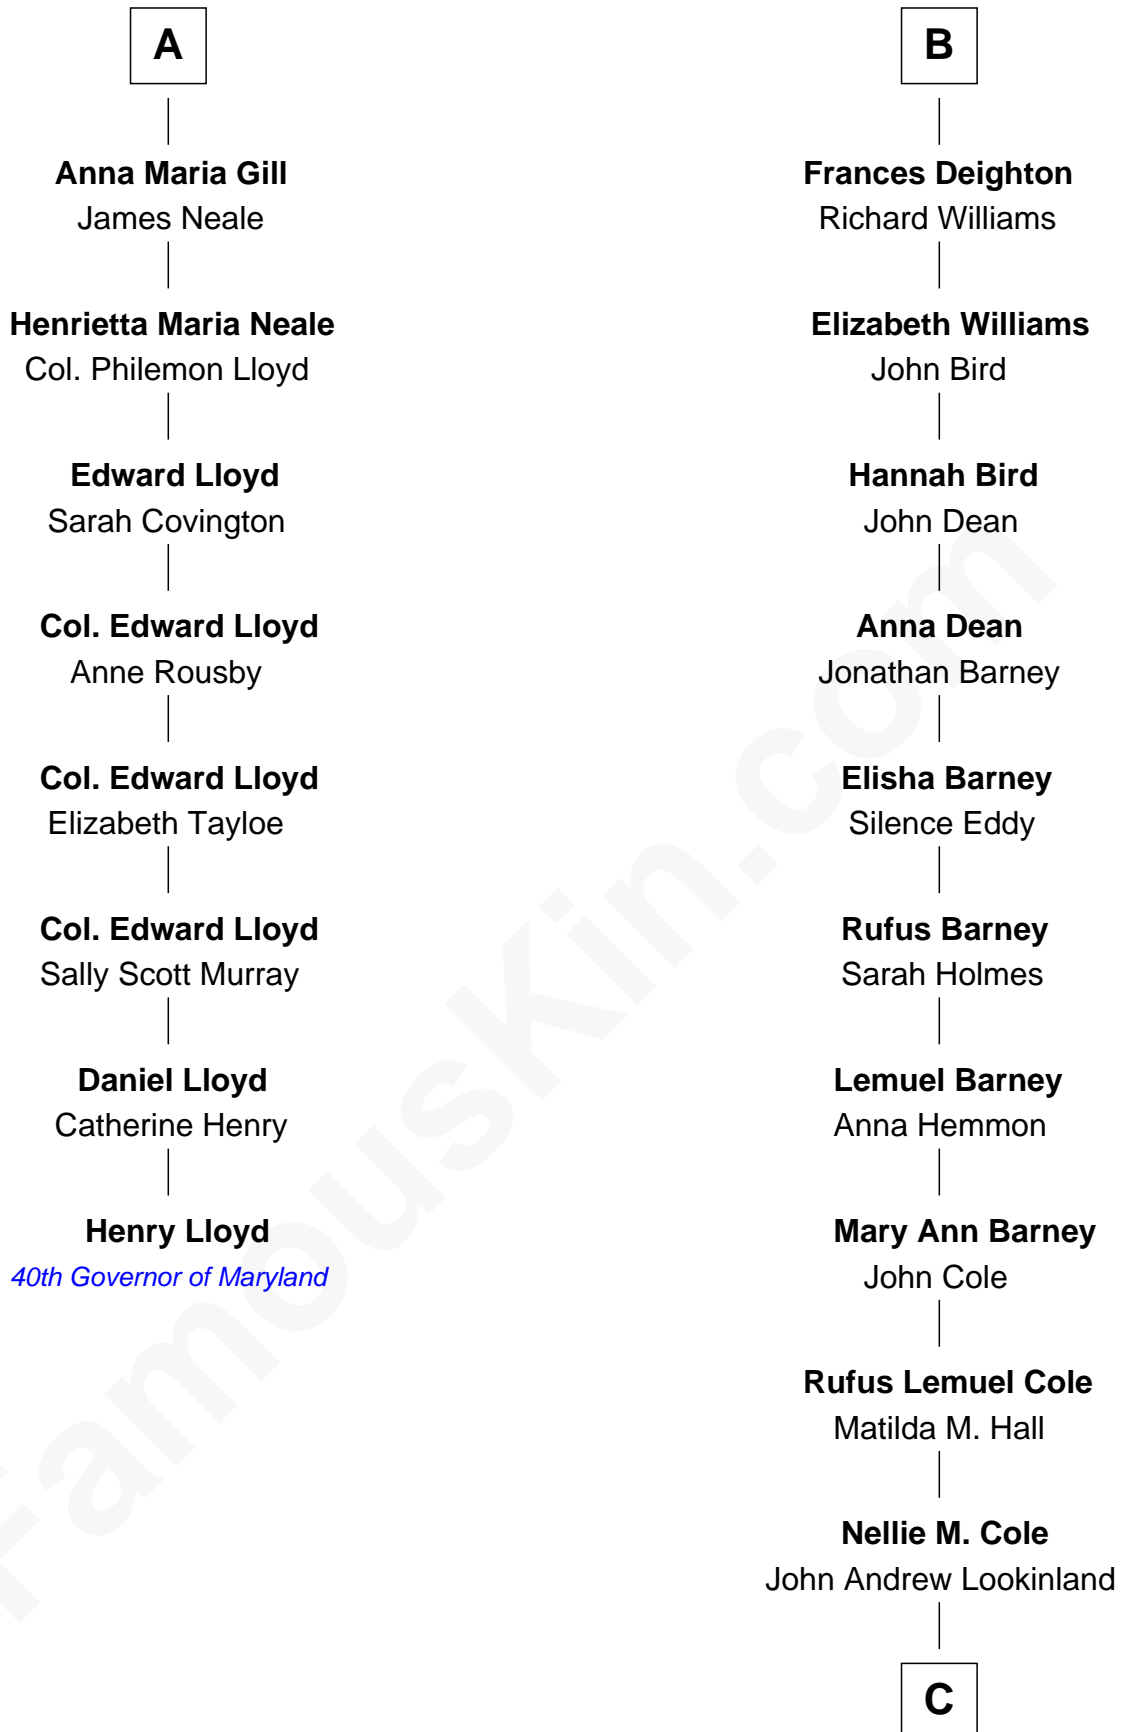 A
Anna Maria Gill
James Neale
Henrietta Maria Neale
Col. Philemon Lloyd
Edward Lloyd
Sarah Covington
Col. Edward Lloyd
Anne Rousby
Col. Edward Lloyd
Elizabeth Tayloe
Col. Edward Lloyd
Sally Scott Murray
Daniel Lloyd
Catherine Henry
Henry Lloyd
40th Governor of Maryland
B
Frances Deighton
Richard Williams
Elizabeth Williams
John Bird
Hannah Bird
John Dean
Anna Dean
Jonathan Barney
Elisha Barney
Silence Eddy
Rufus Barney
Sarah Holmes
Lemuel Barney
Anna Hemmon
Mary Ann Barney
John Cole
Rufus Lemuel Cole
Matilda M. Hall
Nellie M. Cole
John Andrew Lookinland
C
FamousKin.com